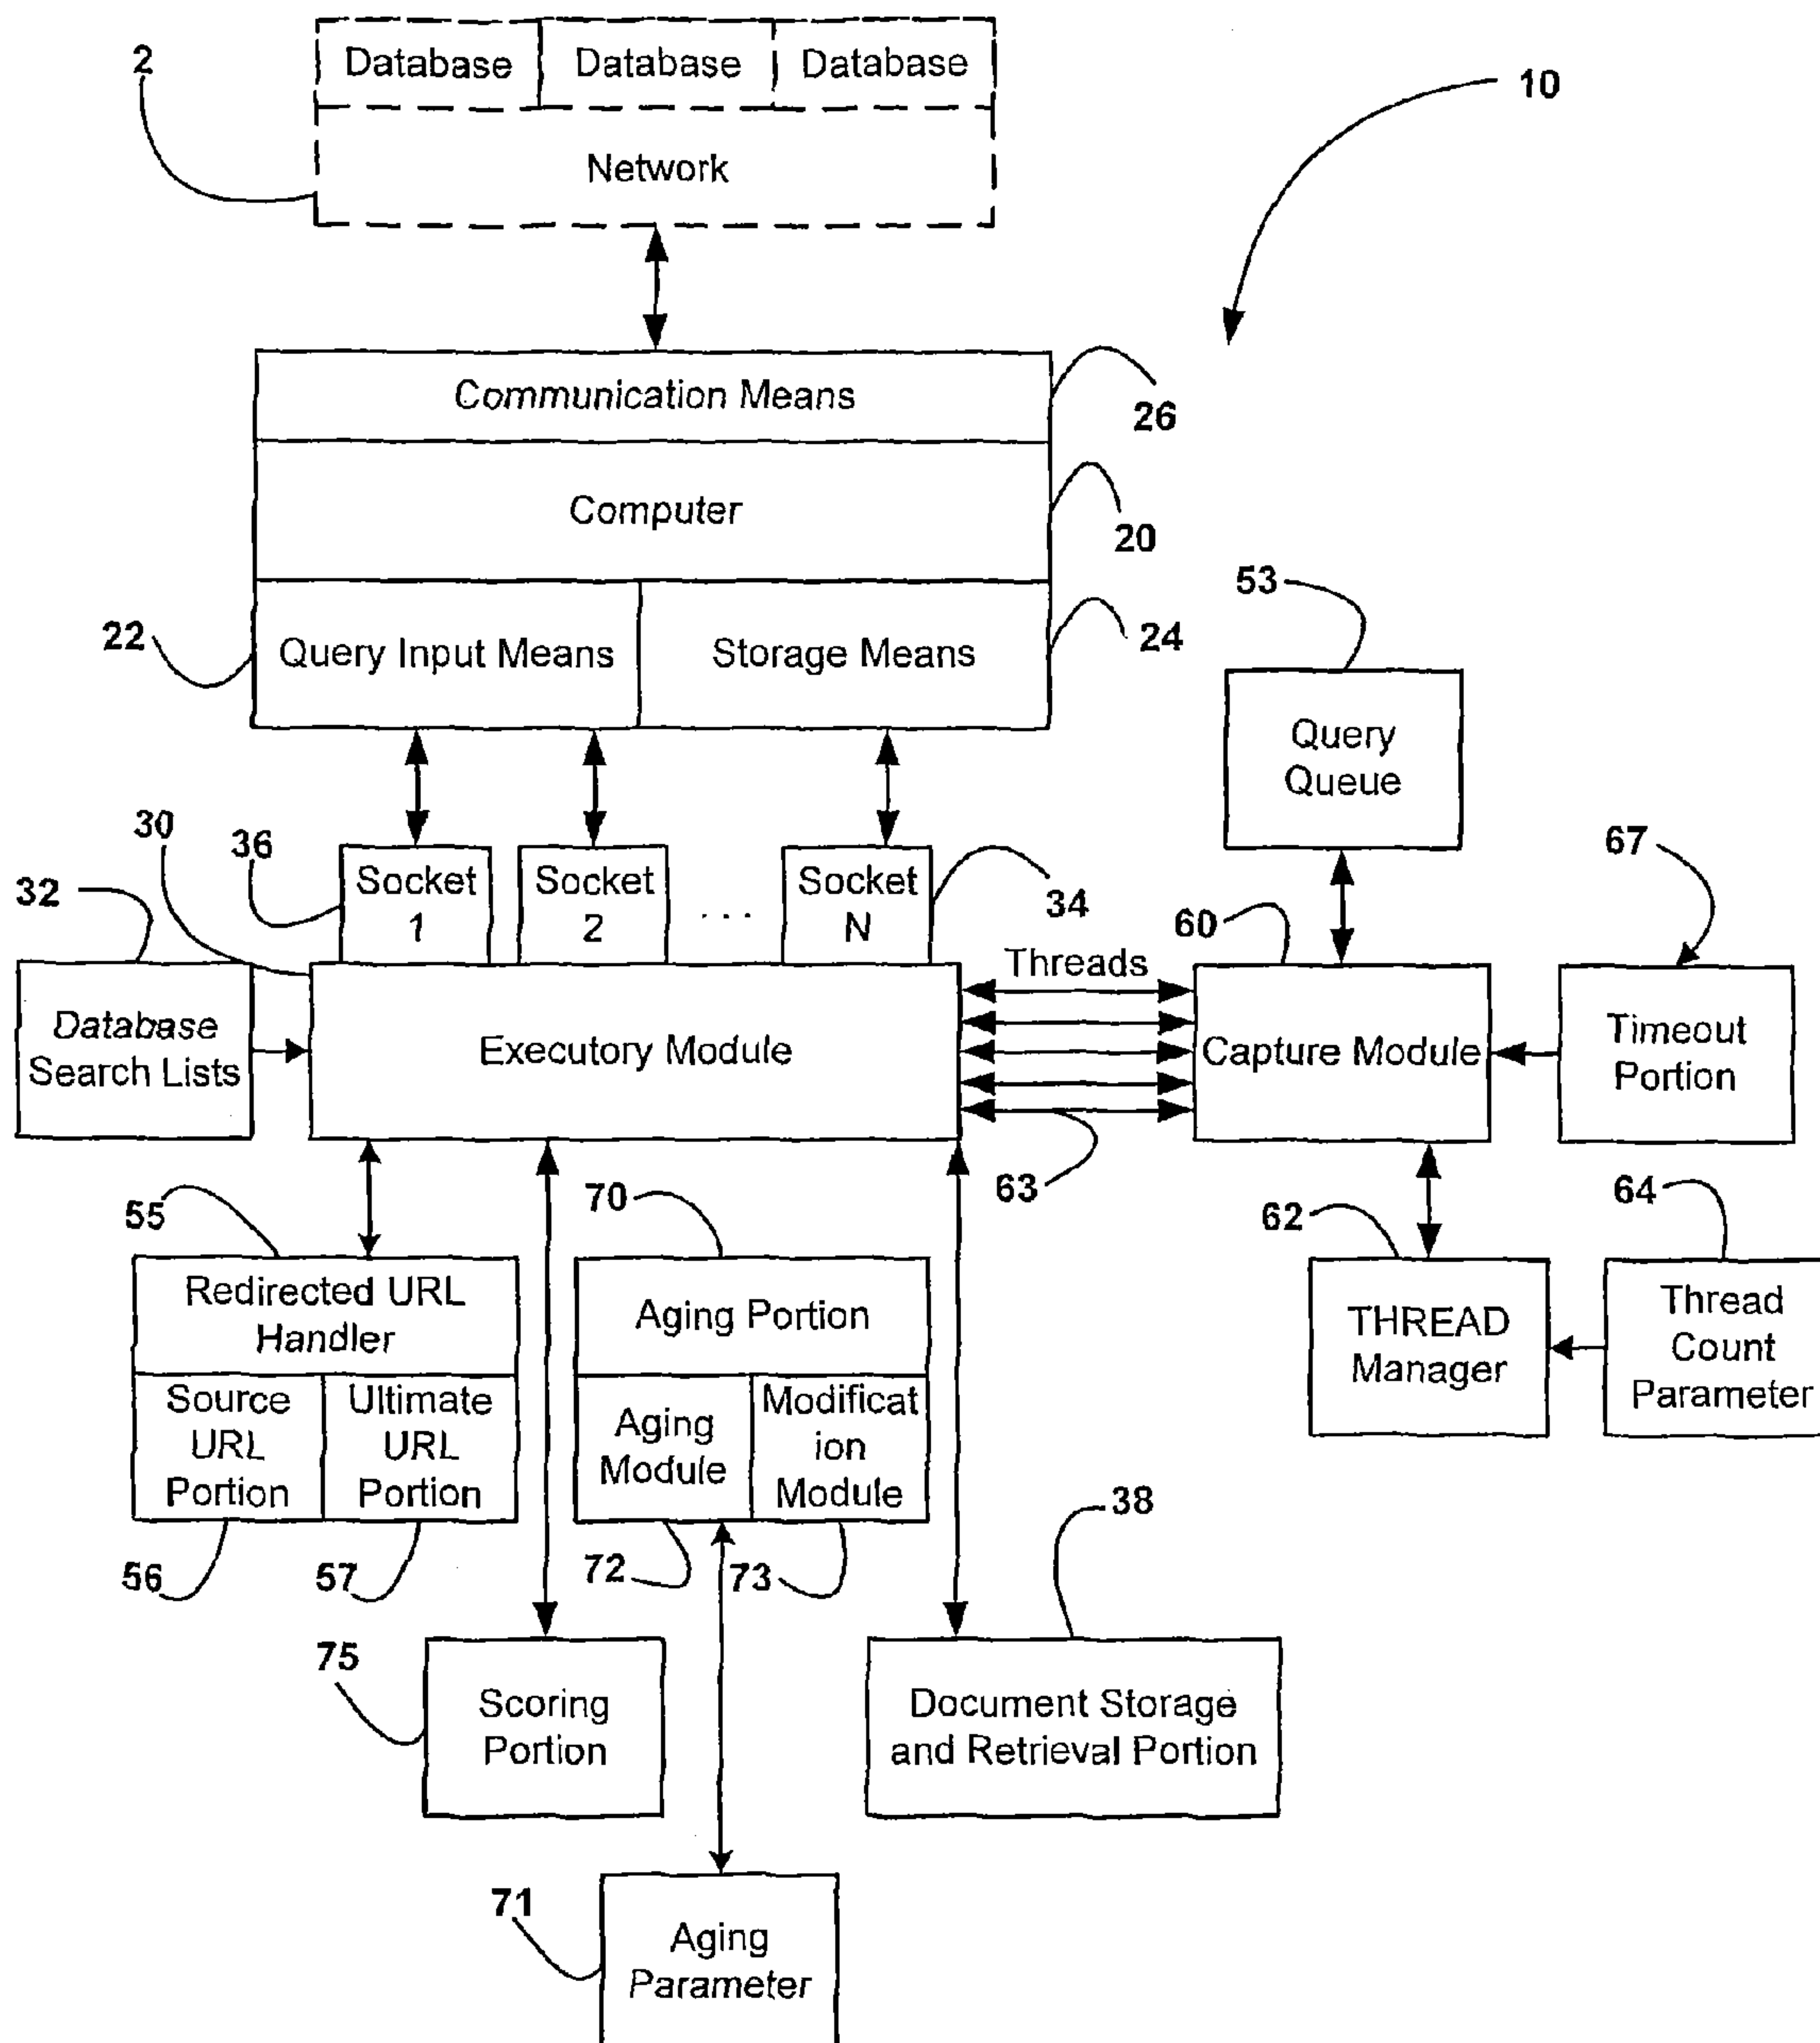 2
Database Database Database
10
Network
Communication Means
26
Computer
20
53
22
Query Input Means
Storage Means
24
Query
Queue
30
36
67
32
Socket
1
Socket
2
. . .
Socket
N
34
60
Threads
Database
Search Lists
Executory Module
Capture Module
Timeout
Portion
55
70
63
62
64
Redirected URL
Handler
Aging Portion
THREAD
Manager
Thread
Count
Parameter
Source
URL
Portion
Ultimate
URL
Portion
Aging
Module
Modificat
ion
Module
38
56
57
72
73
75
Scoring
Portion
Document Storage
and Retrieval Portion
71
Aging
Parameter